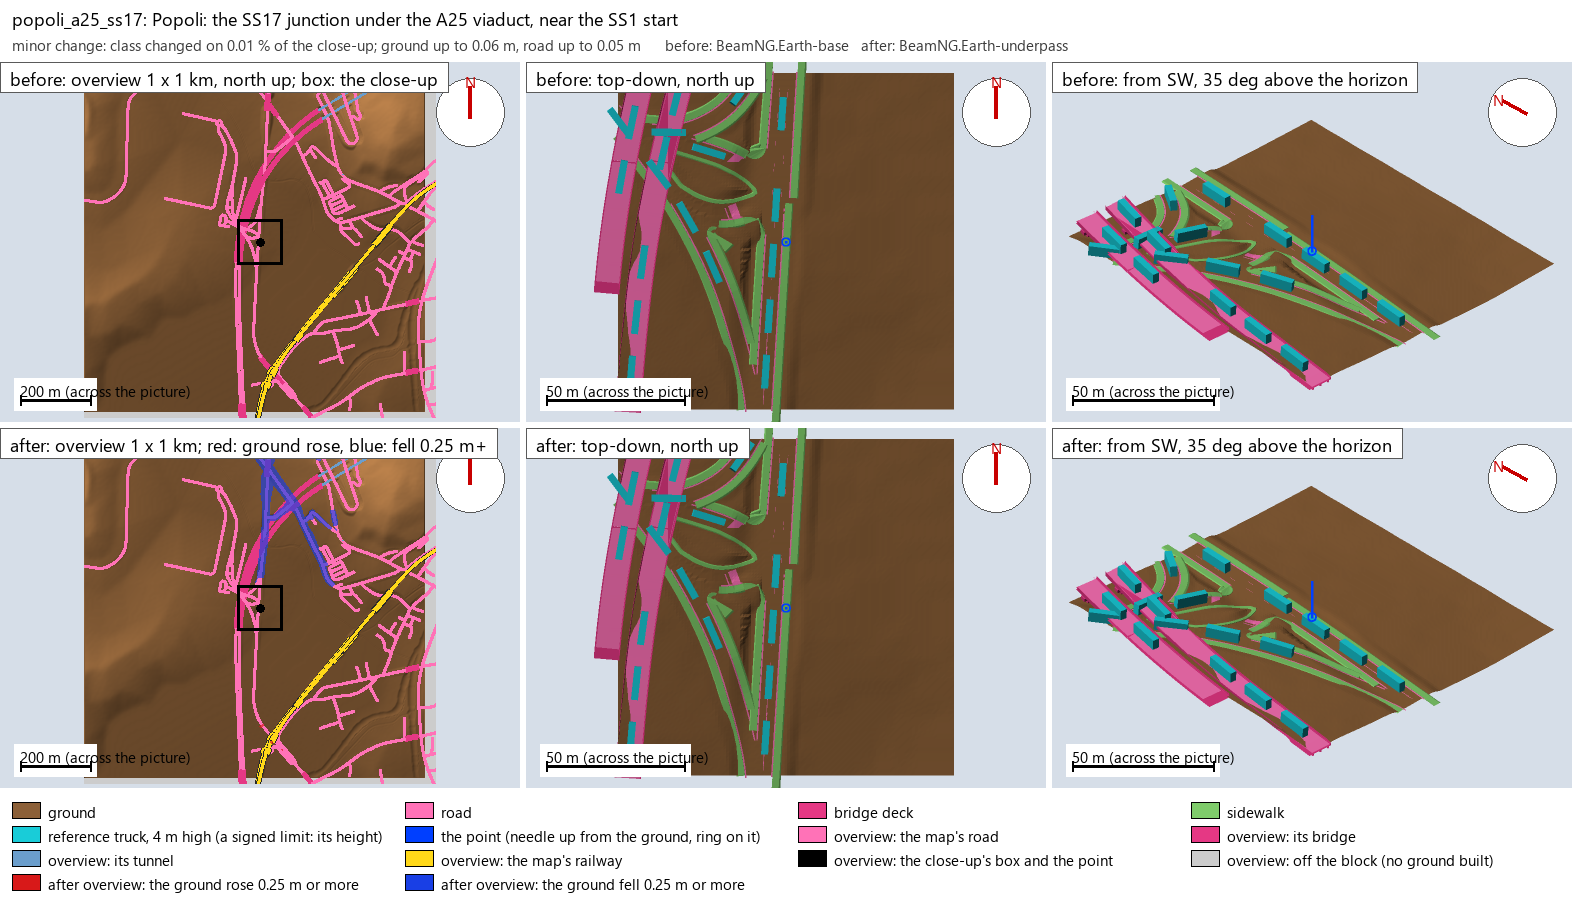 popoli_a25_ss17: Popoli: the SS17 junction under the A25 viaduct, near the SS1 start
minor change: class changed on 0.01 % of the close-up; ground up to 0.06 m, road up to 0.05 m before: BeamNG.Earth-base after: BeamNG.Earth-underpass
before: overview 1 x 1 km, north up; box: the close-up
N
before: top-down, north up
N
before: from SW, 35 deg above the horizon
N
200 m (across the picture)
50 m (across the picture)
50 m (across the picture)
after: overview 1 x 1 km; red: ground rose, blue: fell 0.25 m+
after: top-down, north up
N
after: from SW, 35 deg above the horizon
N
200 m (across the picture)
50 m (across the picture)
50 m (across the picture)
ground
road
bridge deck
sidewalk
reference truck, 4 m high (a signed limit: its height)
the point (needle up from the ground, ring on it)
overview: the map's road
overview: its bridge
overview: its tunnel
overview: the map's railway
overview: the close-up's box and the point
overview: off the block (no ground built)
after overview: the ground rose 0.25 m or more
after overview: the ground fell 0.25 m or more